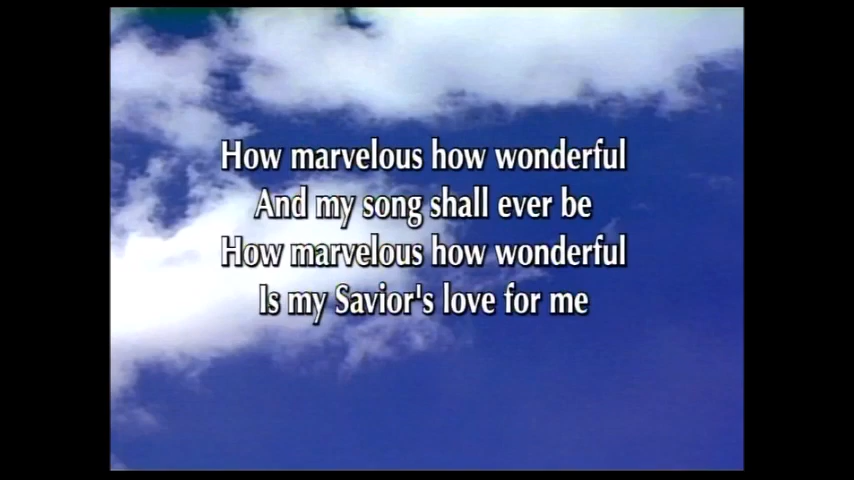 How marvelous how wonderful
And my song shall ever be
How marvelous how wonderful
Is my Savior's love for me